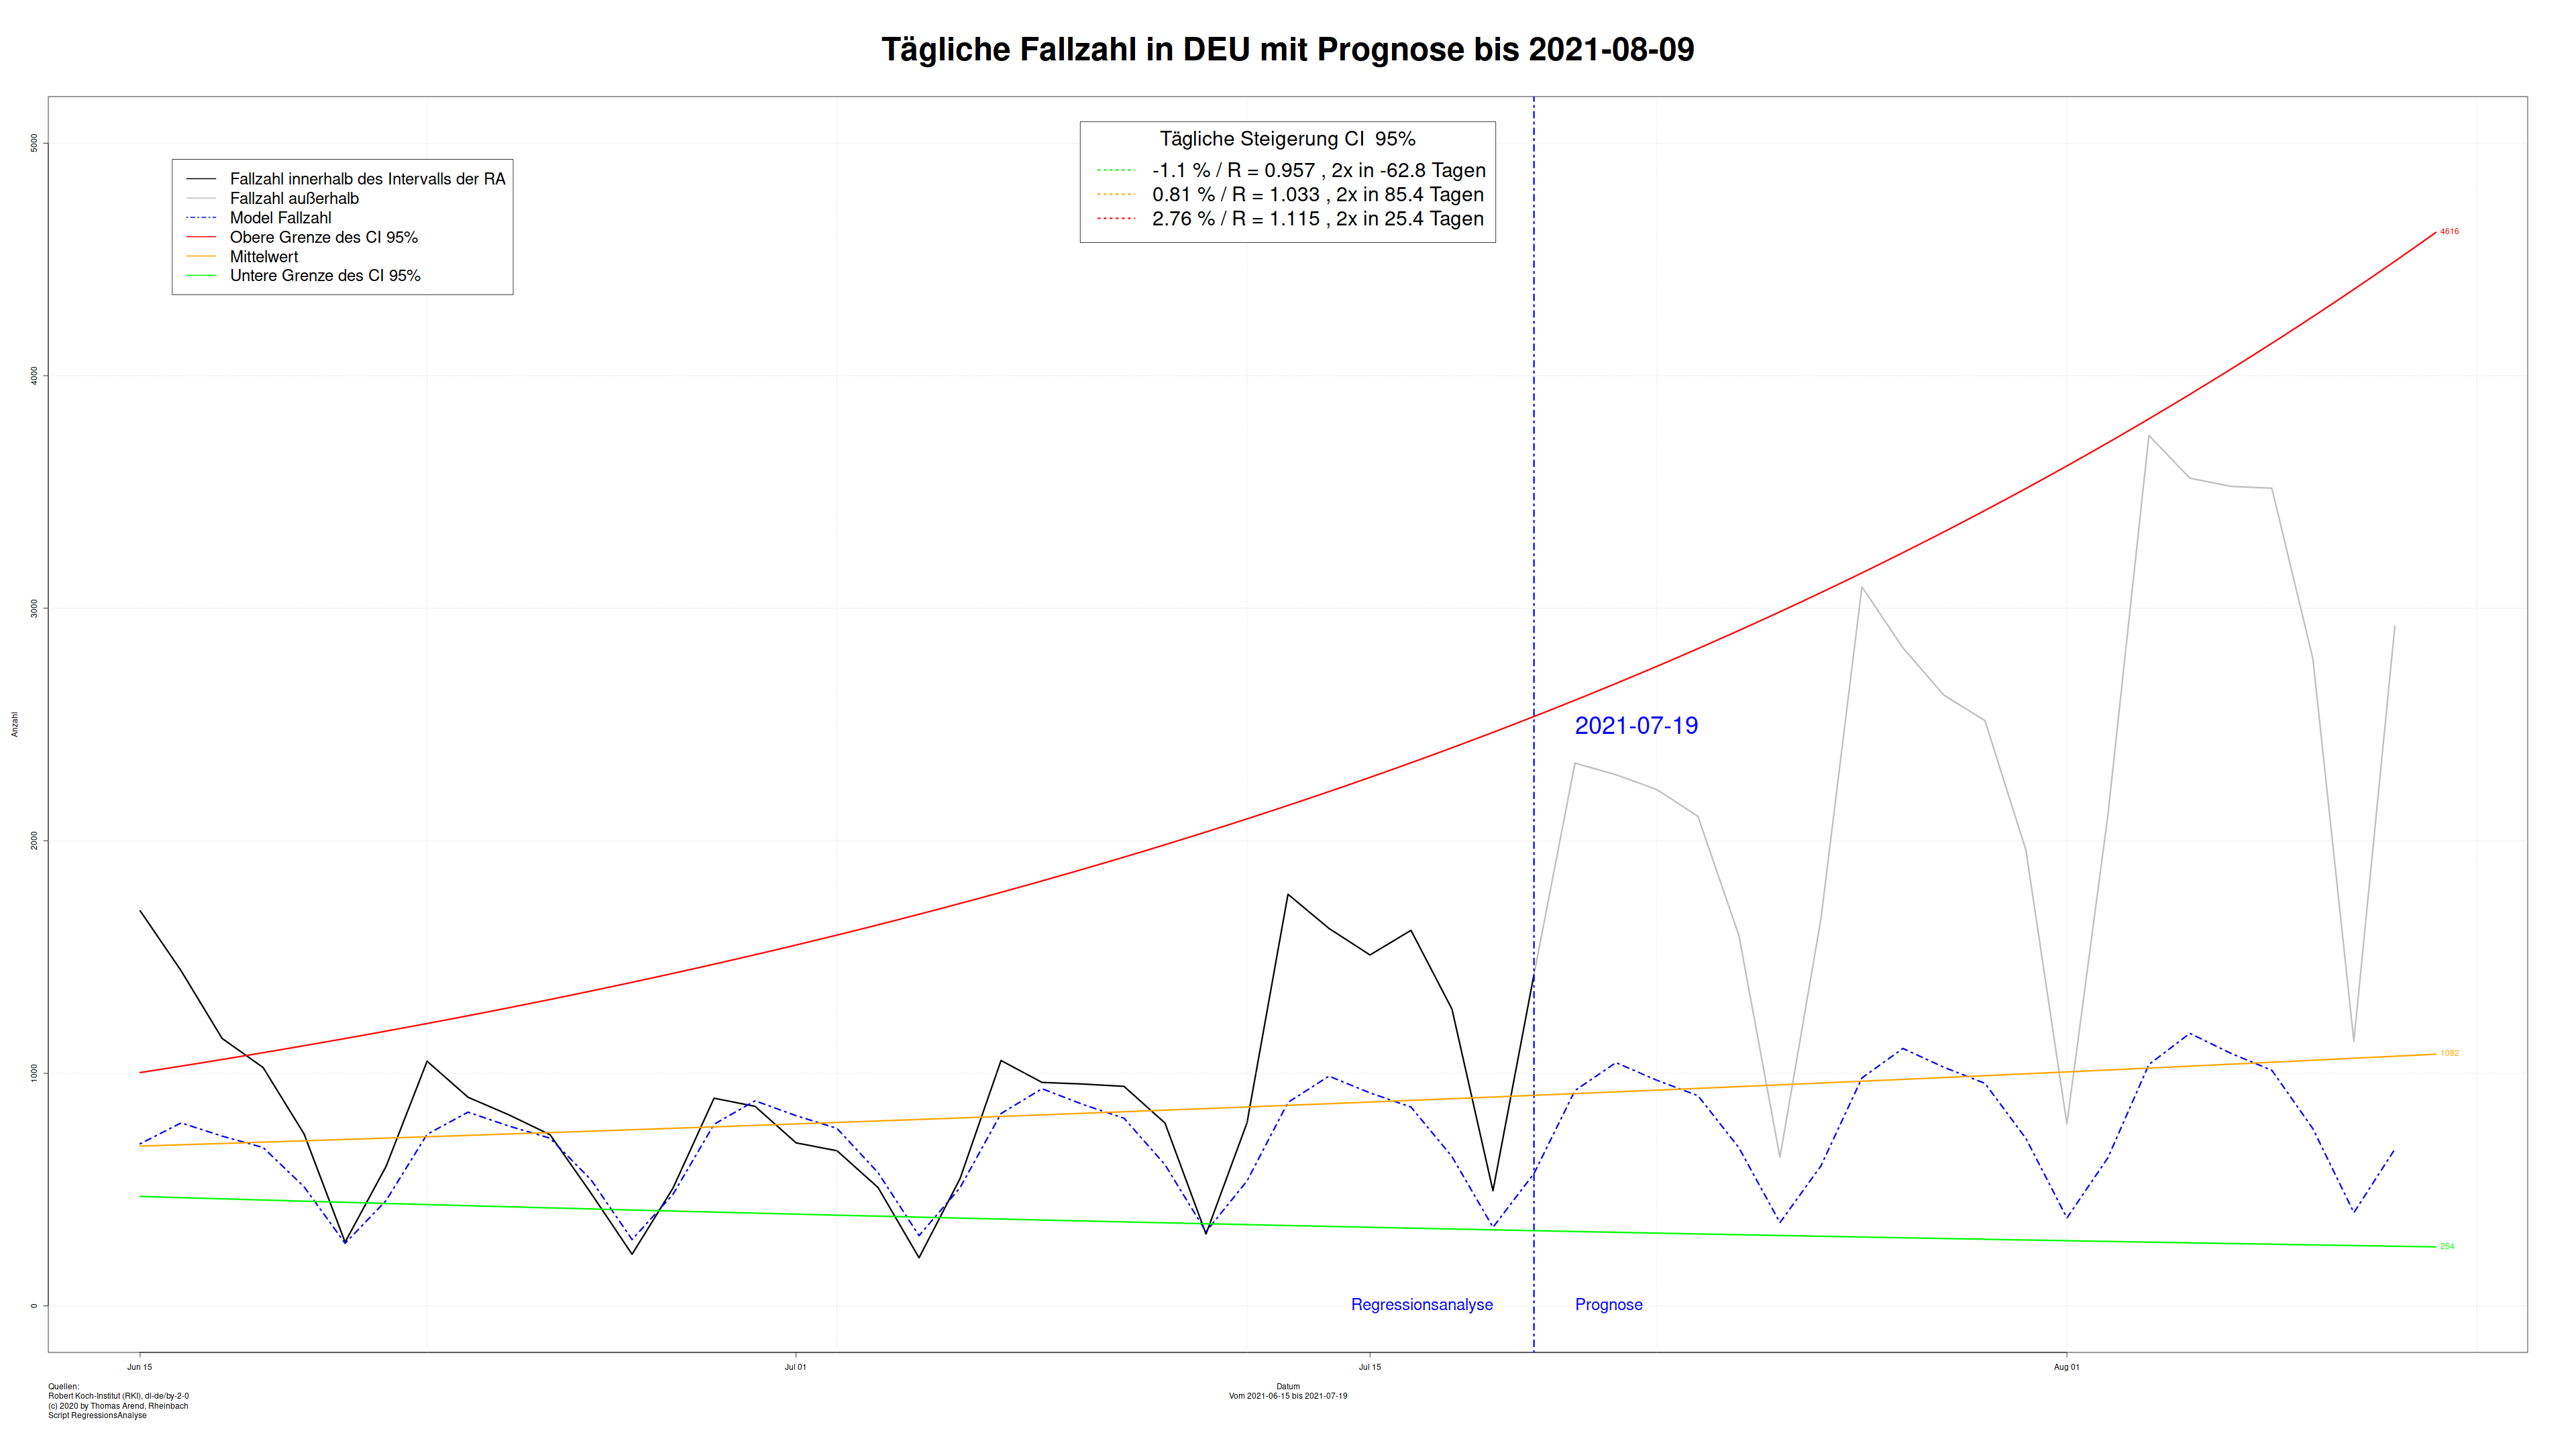 Tägliche Fallzahl in DEU mit Prognose bis 2021-08-09
Tägliche Steigerung CI  95%
-1.1 % / R = 0.957 , 2x in -62.8 Tagen
0.81 % / R = 1.033 , 2x in 85.4 Tagen
2.76 % / R = 1.115 , 2x in 25.4 Tagen
Fallzahl innerhalb des Intervalls der RA
Fallzahl außerhalb
Model Fallzahl
Obere Grenze des CI 95%
Mittelwert
Untere Grenze des CI 95%
5000
4000
3000
2000
1000
0
Anzahl
4616
2021-07-19
1082
254
Regressionsanalyse
Prognose
Jun 15
Jul 01
Jul 15
Aug 01
Datum
Vom 2021-06-15 bis 2021-07-19
Quellen:
Robert Koch-Institut (RKI), dl-de/by-2-0
(c) 2020 by Thomas Arend, Rheinbach
Script RegressionsAnalyse